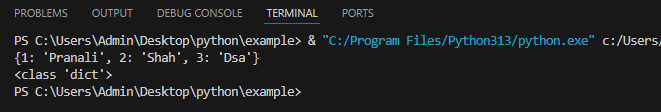 PROBLEMS OUTPUT DEBUG CONSOLE TERMINAL PORTS
PS C:\Users\Admin\Desktop\python\example> & "C:/Program Files/Python313/python.exe" c:/Users/
{1: 'Pranali', 2: 'Shah', 3: 'Dsa'}
<class 'dict'>
PS C:\Users\Admin\Desktop\python\example>